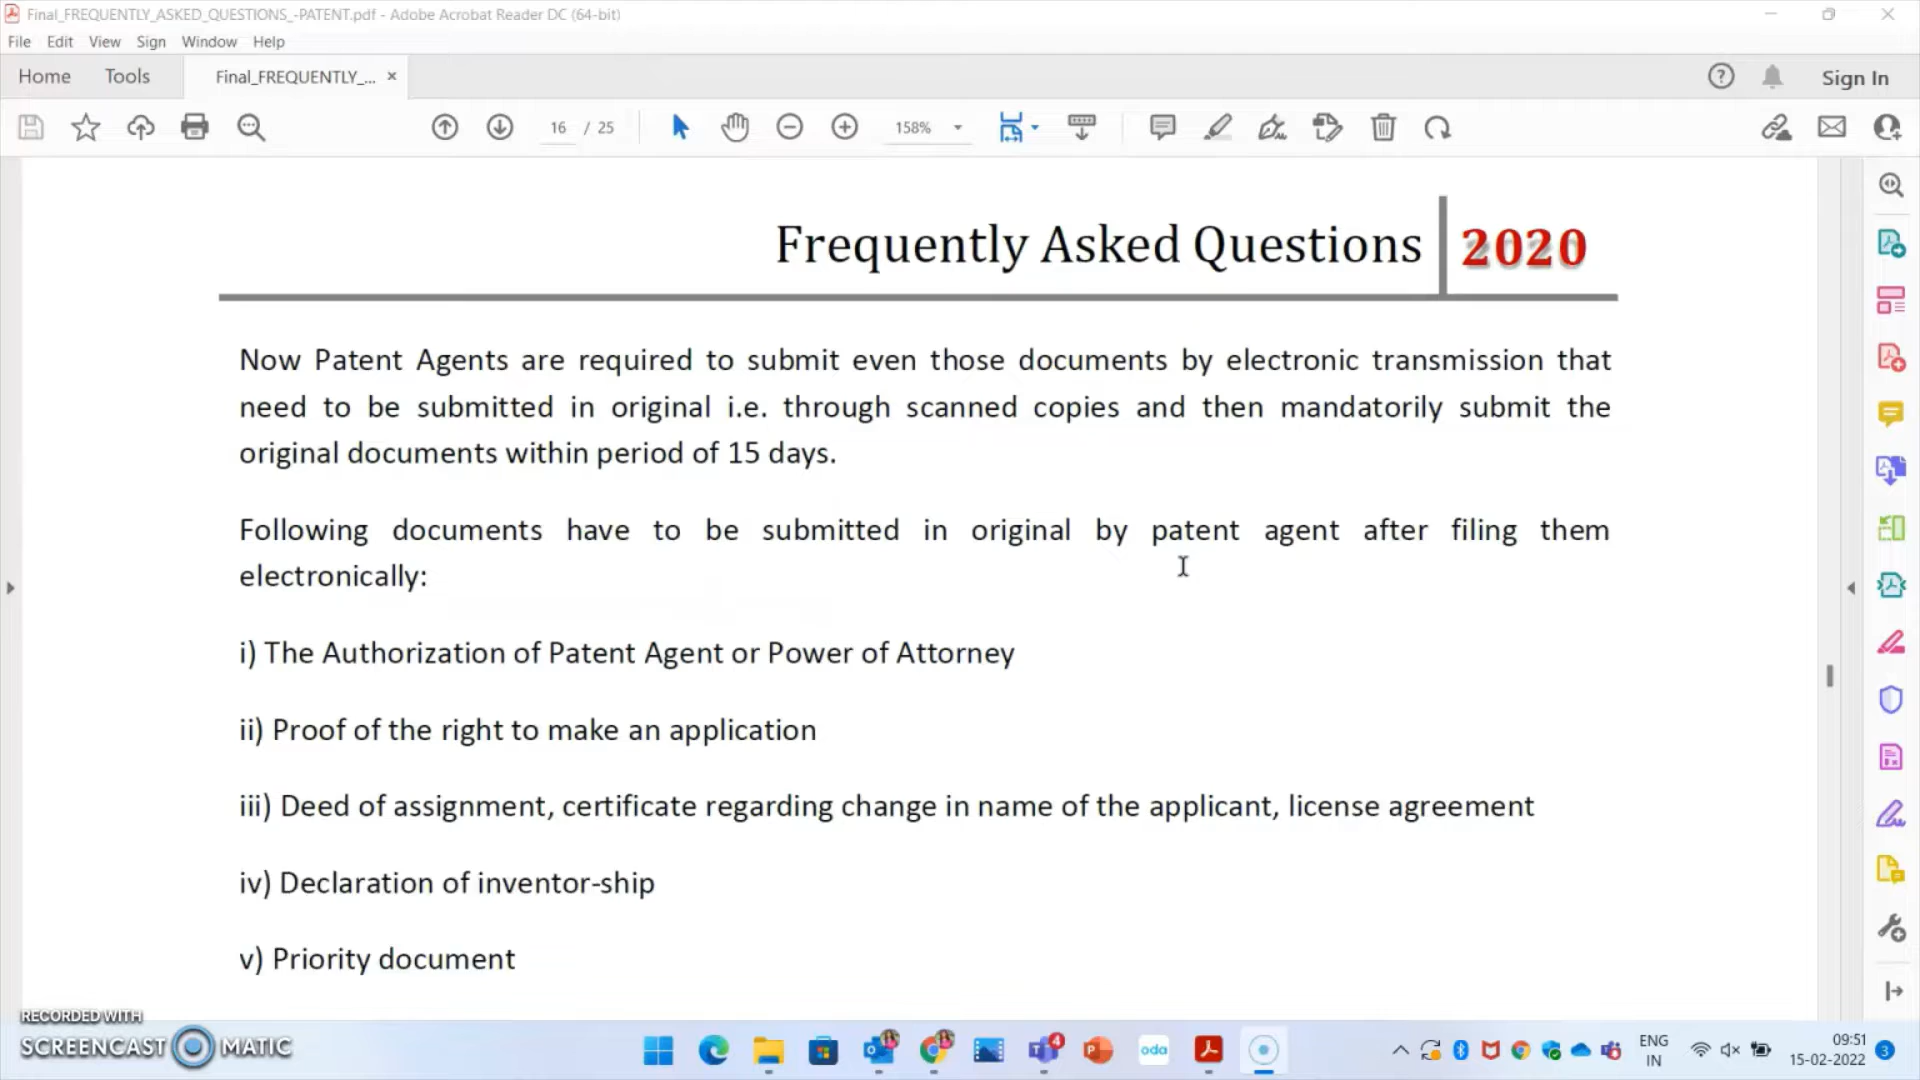 Final_FREQUENTLY_ASKED_QUESTIONS_-PATENT.pdf - Adobe Acrobat Reader DC (64-bit)
File Edit View Sign Window Help
Home Tools Final_FREQUENTLY_... × Sign In
16 / 25 158%
Frequently Asked Questions 2020
Now Patent Agents are required to submit even those documents by electronic transmission that
need to be submitted in original i.e. through scanned copies and then mandatorily submit the
original documents within period of 15 days.
Following documents have to be submitted in original by patent agent after filing them
electronically:
i) The Authorization of Patent Agent or Power of Attorney
ii) Proof of the right to make an application
iii) Deed of assignment, certificate regarding change in name of the applicant, license agreement
iv) Declaration of inventor-ship
v) Priority document
RECORDED WITH
SCREENCAST MATIC
4 oda ENG 09:51
IN 15-02-2022 3